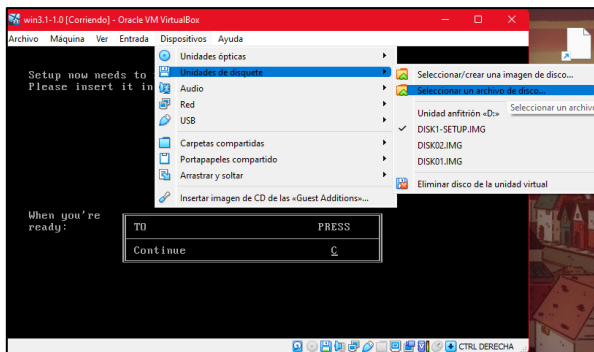 win3.1-1.0 [Corriendo] - Oracle VM VirtualBox
Archivo Máquina Ver Entrada Dispositivos Ayuda
Unidades ópticas
Setup now needs to
Unidades de disquete
Seleccionar/crear una imagen de disco...
Please insert it in
Audio
Seleccionar un archivo de disco...
Red
Seleccionar un archivo
USB
Unidad anfitrión «D:»
DISK1-SETUP.IMG
Carpetas compartidas
DISK02.IMG
Portapapeles compartido
DISK01.IMG
Arrastrar y soltar
Eliminar disco de la unidad virtual
Insertar imagen de CD de las «Guest Additions»...
When you're
ready:
TO PRESS
Continue C
CTRL DERECHA